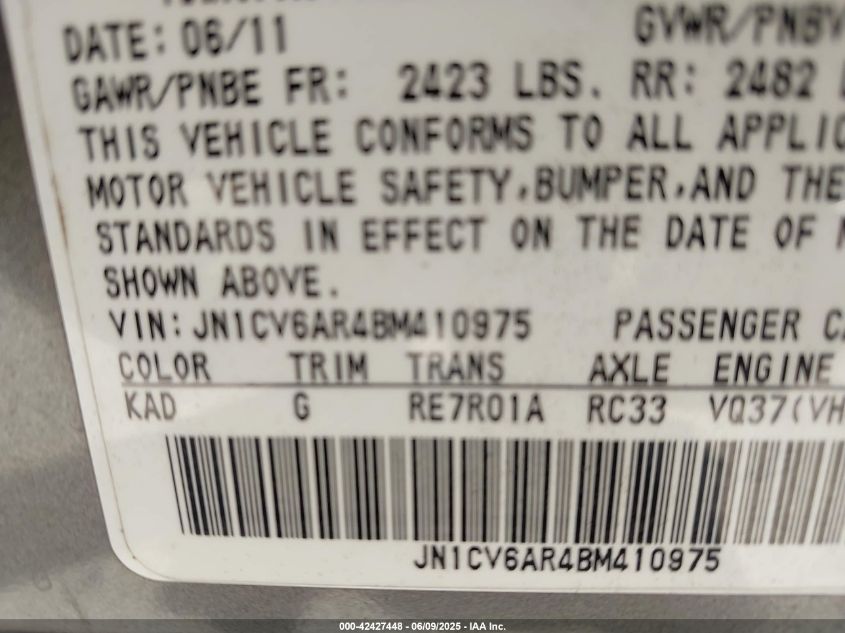 DATE: 06/11 GVWR/PNBV
GAWR/PNBE FR: 2423 LBS. RR: 2482
THIS VEHICLE CONFORMS TO ALL APPLIC
MOTOR VEHICLE SAFETY, BUMPER, AND THE
STANDARDS IN EFFECT ON THE DATE OF
SHOWN ABOVE.
VIN: JN1CV6AR4BM410975 PASSENGER CA
COLOR TRIM TRANS AXLE ENGINE
KAD G RE7R01A RC33 VQ37(VH
JN1CV6AR4BM410975
000-42427448 - 06/09/2025 - IAA Inc.